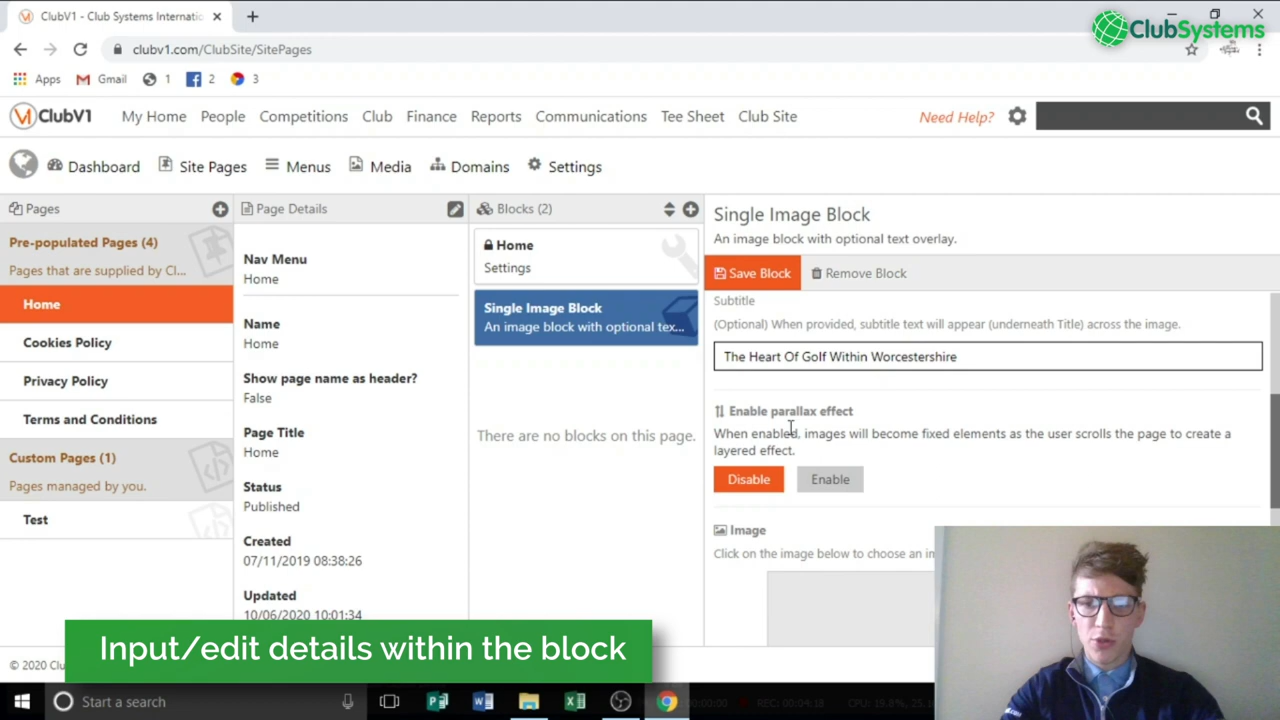 ClubV1 - Club Systems Internatio
ClubSystems
clubv1.com/ClubSite/SitePages
Apps Gmail 1 2 3
ClubV1 My Home People Competitions Club Finance Reports Communications Tee Sheet Club Site Need Help?
Dashboard Site Pages Menus Media Domains Settings
Pages
Pre-populated Pages (4)
Pages that are supplied by Cl...
Home
Cookies Policy
Privacy Policy
Terms and Conditions
Custom Pages (1)
Pages managed by you.
Test
Page Details
Nav Menu
Home
Name
Home
Show page name as header?
False
Page Title
Home
Status
Published
Created
07/11/2019 08:38:26
Updated
10/06/2020 10:01:34
Blocks (2)
Home
Settings
Single Image Block
An image block with optional tex...
There are no blocks on this page.
Single Image Block
An image block with optional text overlay.
Save Block Remove Block
Subtitle
(Optional) When provided, subtitle text will appear (underneath Title) across the image.
The Heart Of Golf Within Worcestershire
Enable parallax effect
When enabled, images will become fixed elements as the user scrolls the page to create a
layered effect.
Disable Enable
Image
Click on the image below to choose an im
Input/edit details within the block
© 2020 Clu
Start a search
REC: 00:04:18 CPU: 19.8%